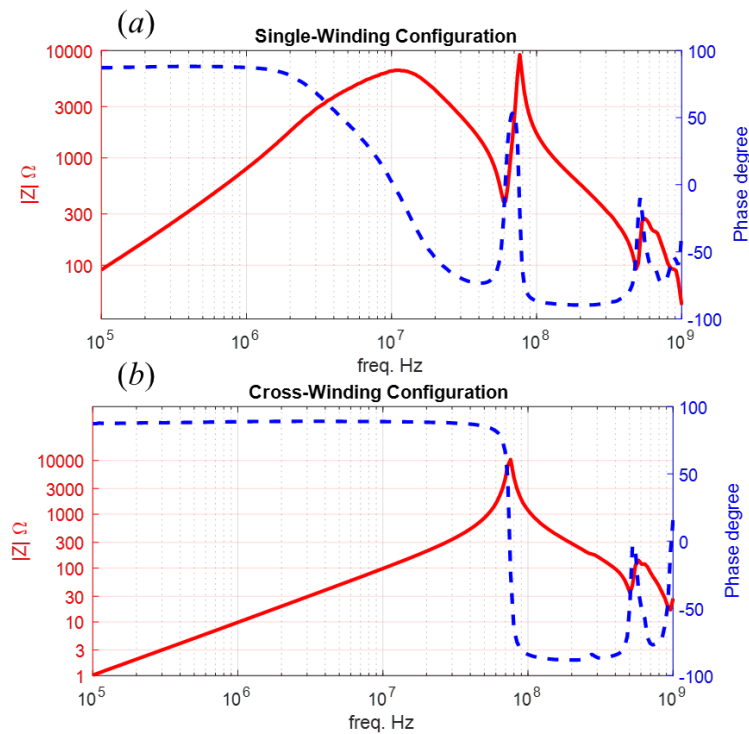 (a)
Single-Winding Configuration
10000
3000
1000
300
100
|Z| Ω
100
50
0
-50
-100
Phase degree
10^5 10^6 10^7 10^8 10^9
freq. Hz
(b)
Cross-Winding Configuration
10000
3000
1000
300
100
30
10
3
1
|Z| Ω
100
50
0
-50
-100
Phase degree
10^5 10^6 10^7 10^8 10^9
freq. Hz